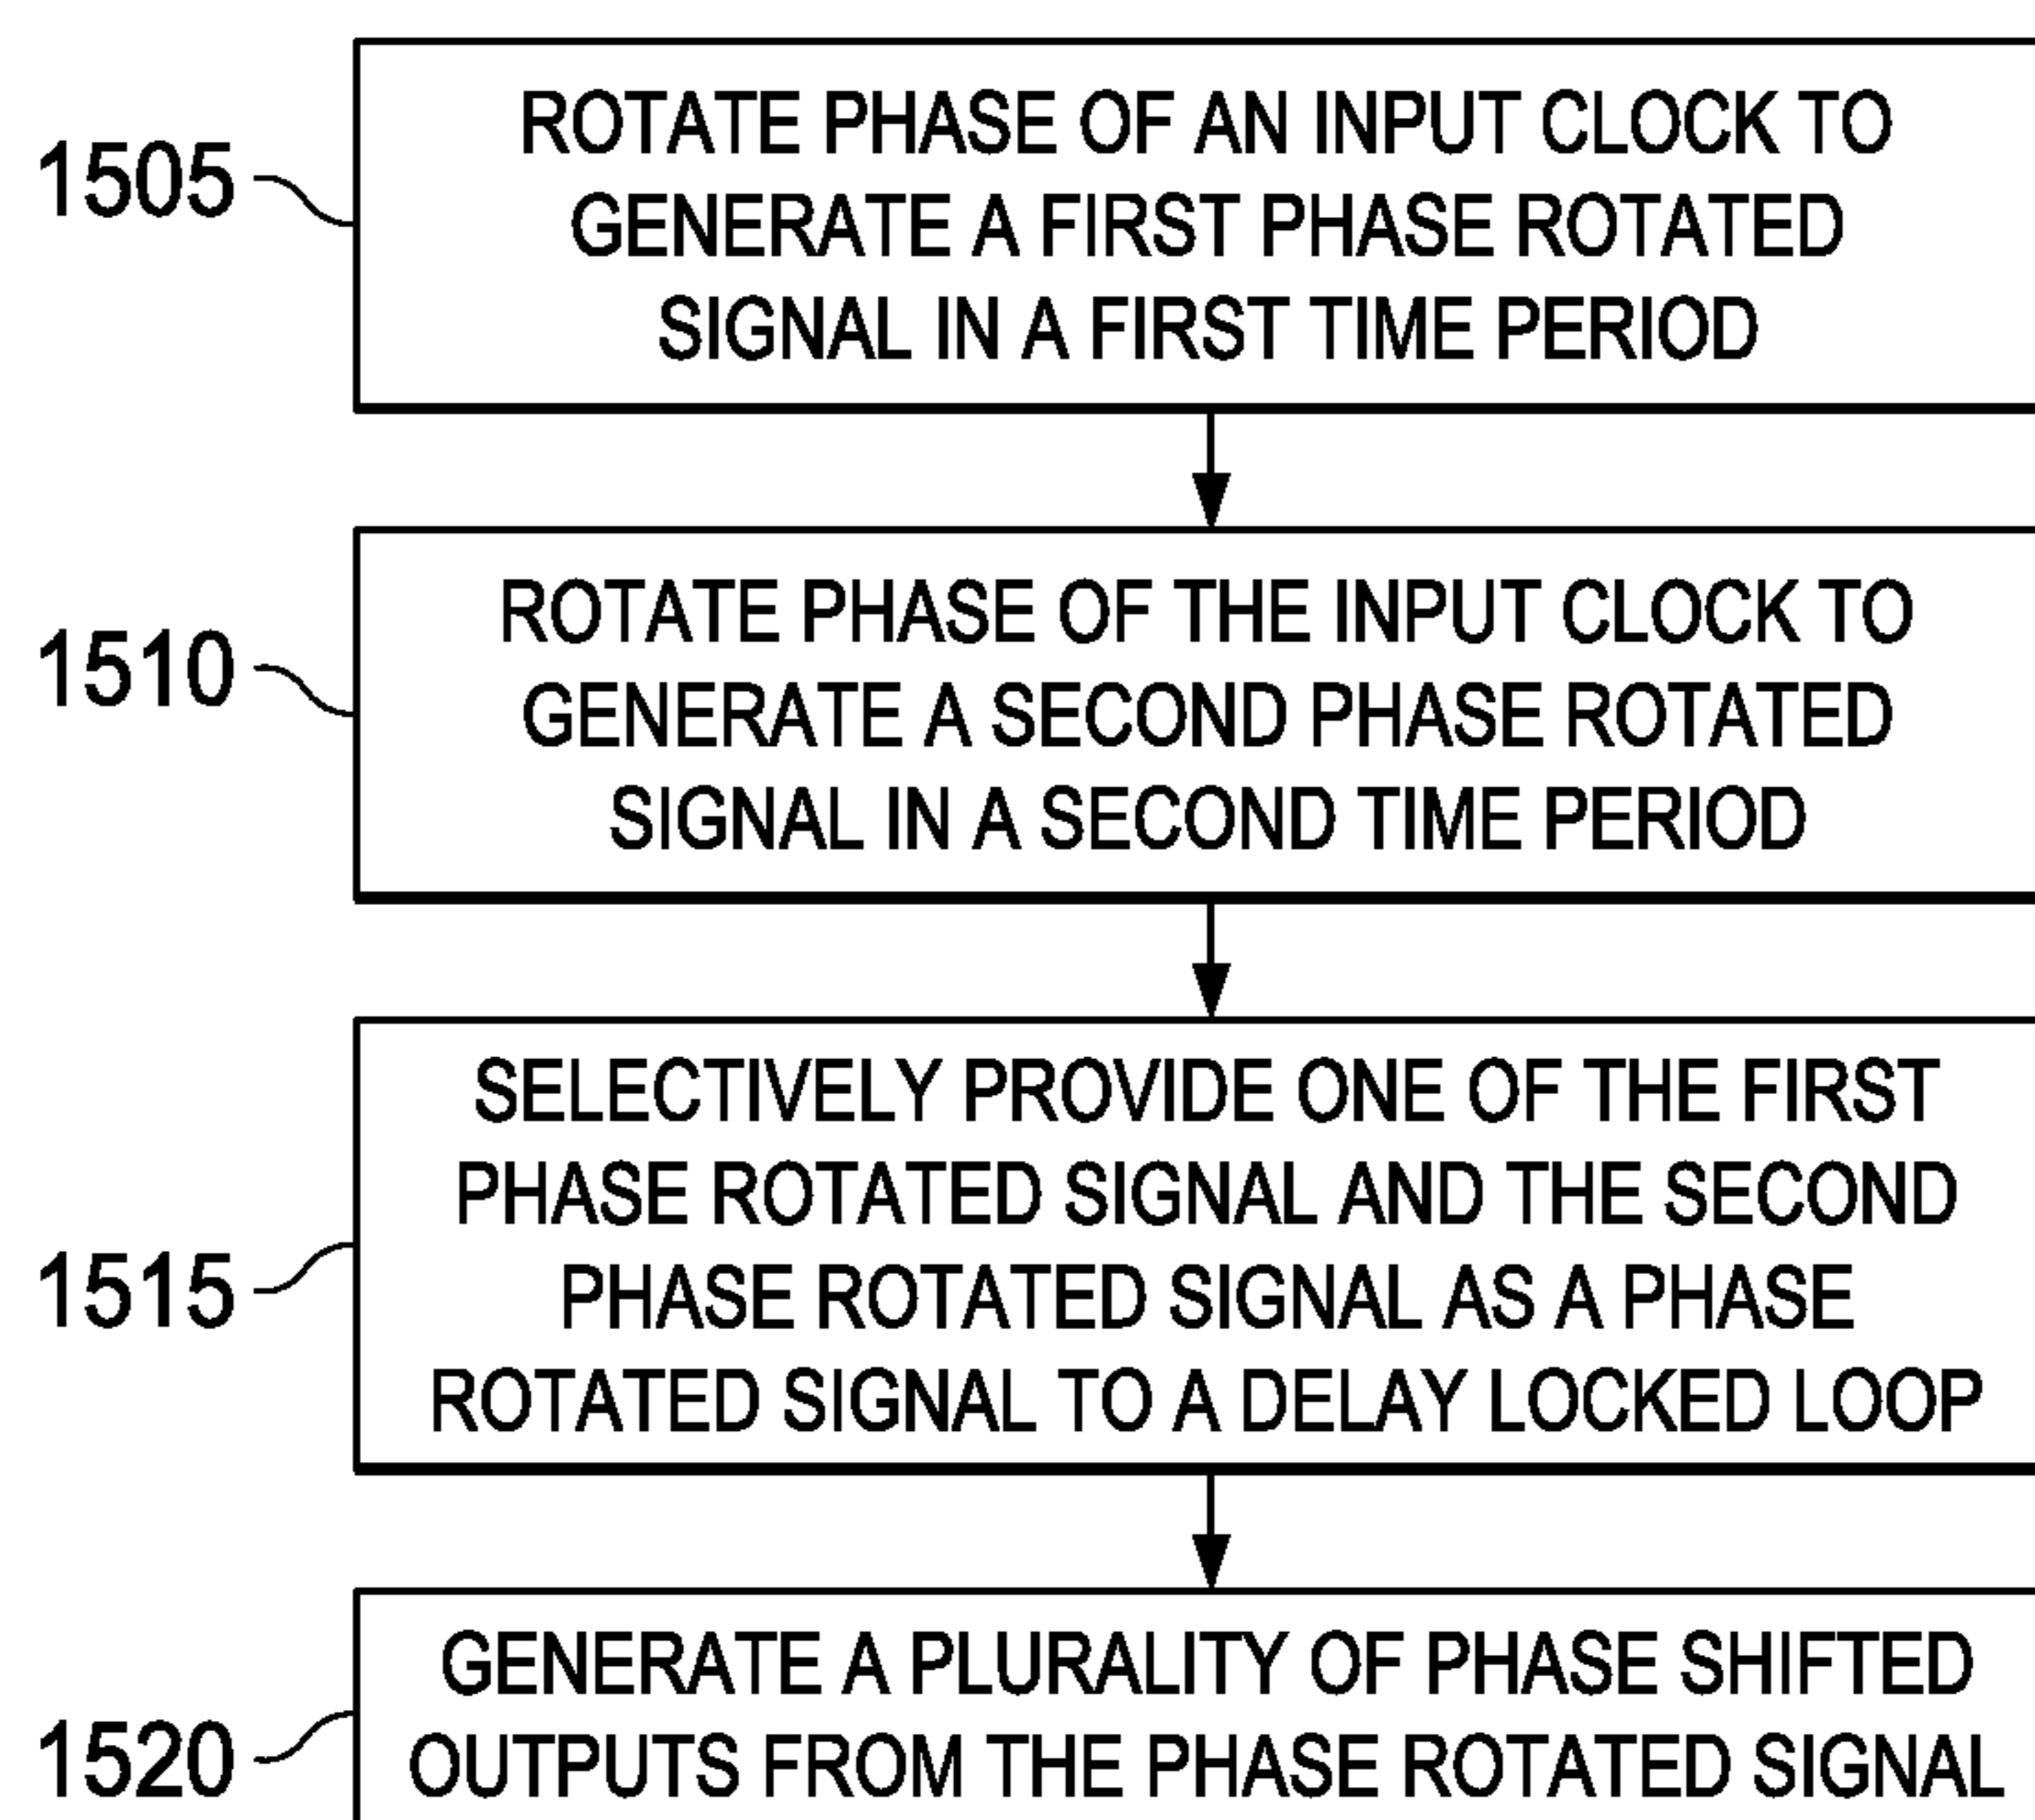 1505
ROTATE PHASE OF AN INPUT CLOCK TO
GENERATE A FIRST PHASE ROTATED
SIGNAL IN A FIRST TIME PERIOD
1510
ROTATE PHASE OF THE INPUT CLOCK TO
GENERATE A SECOND PHASE ROTATED
SIGNAL IN A SECOND TIME PERIOD
1515
SELECTIVELY PROVIDE ONE OF THE FIRST
PHASE ROTATED SIGNAL AND THE SECOND
PHASE ROTATED SIGNAL AS A PHASE
ROTATED SIGNAL TO A DELAY LOCKED LOOP
1520
GENERATE A PLURALITY OF PHASE SHIFTED
OUTPUTS FROM THE PHASE ROTATED SIGNAL